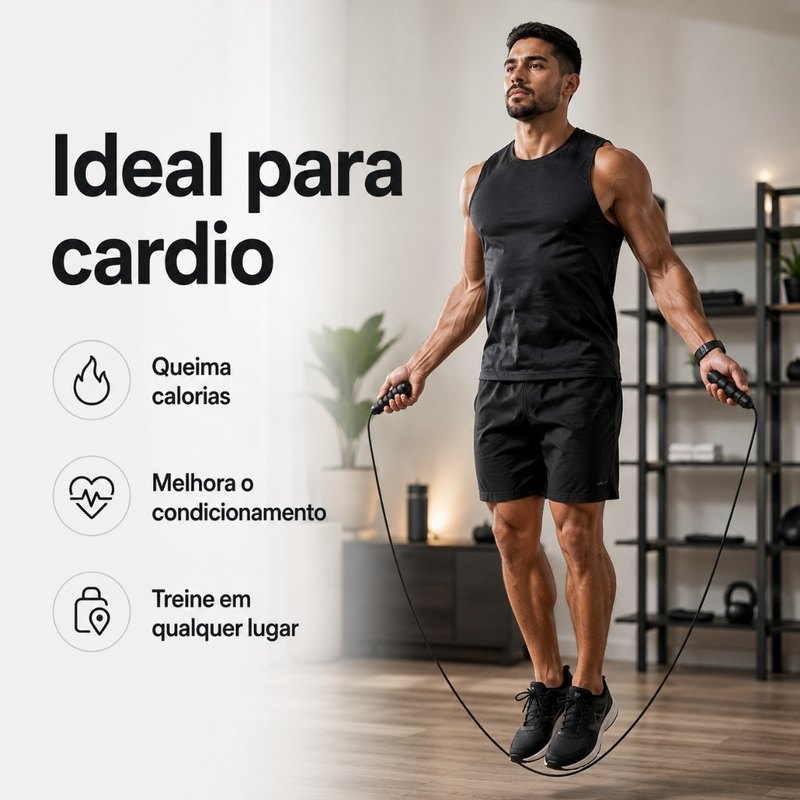 Ideal para
cardio
Queima
calorias
Melhora o
condicionamento
Treine em
qualquer lugar